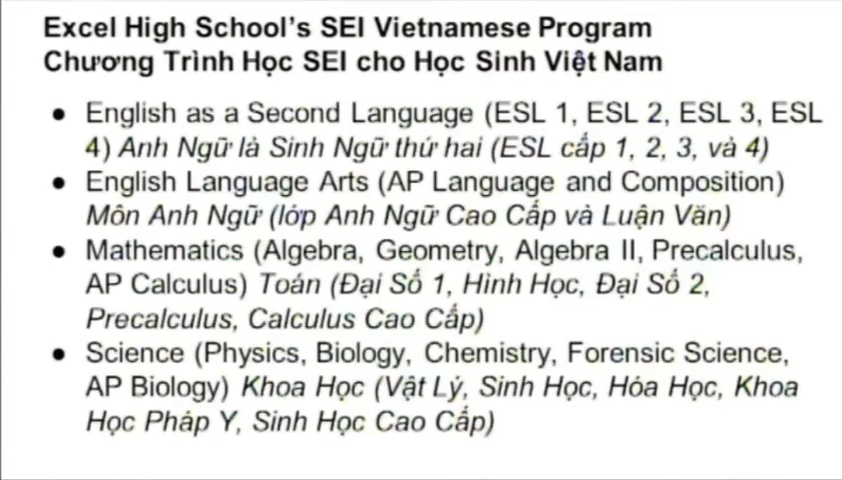 Excel High School's SEI Vietnamese Program
Chương Trình Học SEI cho Học Sinh Việt Nam
● English as a Second Language (ESL 1, ESL 2, ESL 3, ESL
4) Anh Ngữ là Sinh Ngữ thứ hai (ESL cấp 1, 2, 3, và 4)
● English Language Arts (AP Language and Composition)
Môn Anh Ngữ (lớp Anh Ngữ Cao Cấp và Luận Văn)
● Mathematics (Algebra, Geometry, Algebra II, Precalculus,
AP Calculus) Toán (Đại Số 1, Hình Học, Đại Số 2,
Precalculus, Calculus Cao Cấp)
● Science (Physics, Biology, Chemistry, Forensic Science,
AP Biology) Khoa Học (Vật Lý, Sinh Học, Hóa Học, Khoa
Học Pháp Y, Sinh Học Cao Cấp)